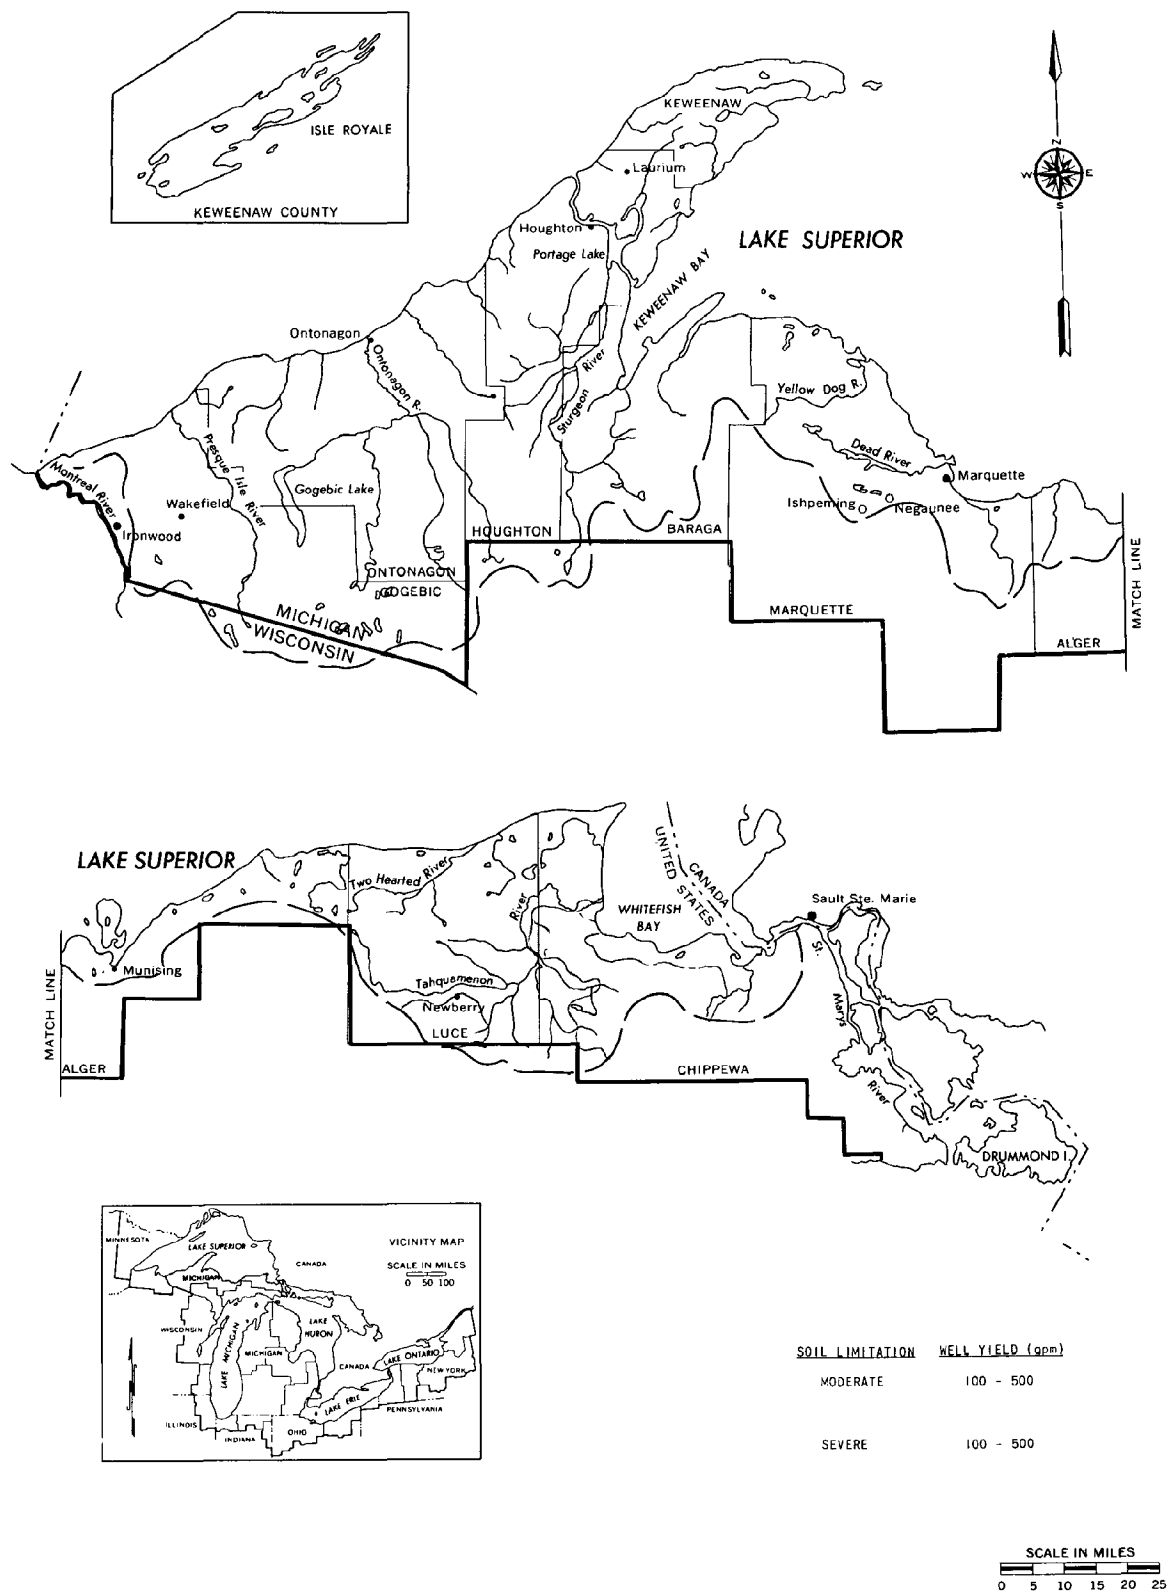 ISLE ROYALE
KEWEENAW COUNTY
KEWEENAW
Laurium
Houghton
Portage Lake
LAKE SUPERIOR
KEWEENAW BAY
N
W E
S
Ontonagon
Ontonagon R.
Sturgeon River
Yellow Dog R.
Dead River
Marquette
Ishpeming
Negaunee
Montreal River
Presque Isle River
Wakefield
Gogebic Lake
Ironwood
HOUGHTON
BARAGA
ONTONAGON
GOGEBIC
MICHIGAN
WISCONSIN
MARQUETTE
ALGER
MATCH LINE
LAKE SUPERIOR
Two Hearted River
River
WHITEFISH
BAY
CANADA
UNITED STATES
Sault Ste. Marie
St. Marys River
Munising
Tahquamenon
Newberry
LUCE
MATCH LINE
ALGER
CHIPPEWA
DRUMMOND I.
VICINITY MAP
SCALE IN MILES
0 50 100
MINNESOTA
LAKE SUPERIOR
CANADA
MICHIGAN
WISCONSIN
LAKE MICHIGAN
LAKE
HURON
MICHIGAN
CANADA
LAKE ONTARIO
NEW YORK
LAKE ERIE
PENNSYLVANIA
ILLINOIS
INDIANA
OHIO
SOIL LIMITATION WELL YIELD (gpm)
MODERATE 100 - 500
SEVERE 100 - 500
SCALE IN MILES
0 5 10 15 20 25